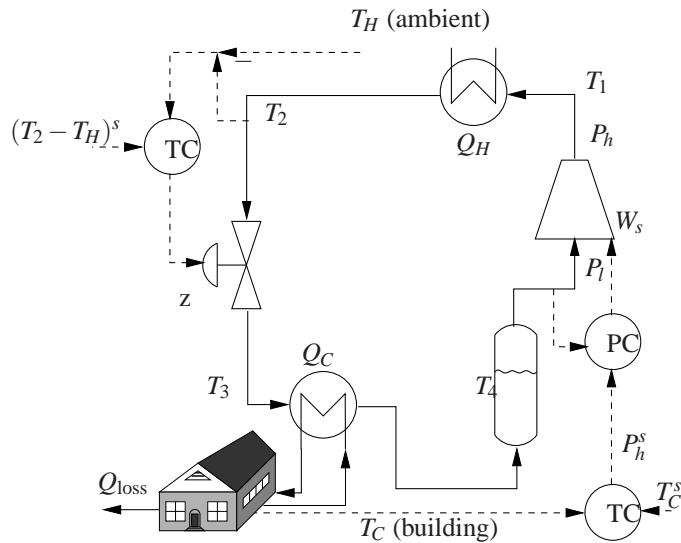 T_H (ambient)
−
T_1
(T_2 − T_H)^s
T_2
TC
Q_H
P_h
W_s
z
P_l
Q_C
PC
T_3
T_4
P_h^s
Q_loss
T_C (building)
TC
T_C^s